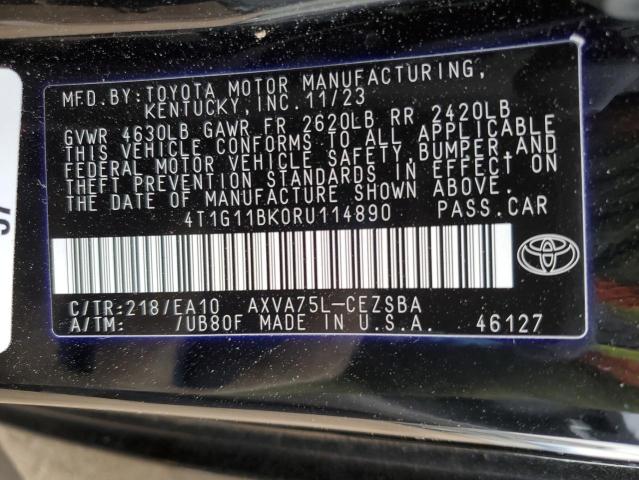 MFD.BY:TOYOTA MOTOR MANUFACTURING,
KENTUCKY,INC.11/23
GVWR 4630LB GAWR FR 2620LB RR 2420LB
THIS VEHICLE CONFORMS TO ALL APPLICABLE
FEDERAL MOTOR VEHICLE SAFETY,BUMPER,AND
THEFT PREVENTION STANDARDS IN EFFECT ON
THE DATE OF MANUFACTURE SHOWN ABOVE.
4T1G11BK0RU114890 PASS.CAR
C/TR:218/EA10 AXVA75L-CEZSBA
A/TM: /UB80F MADE IN U.S.A. 46127